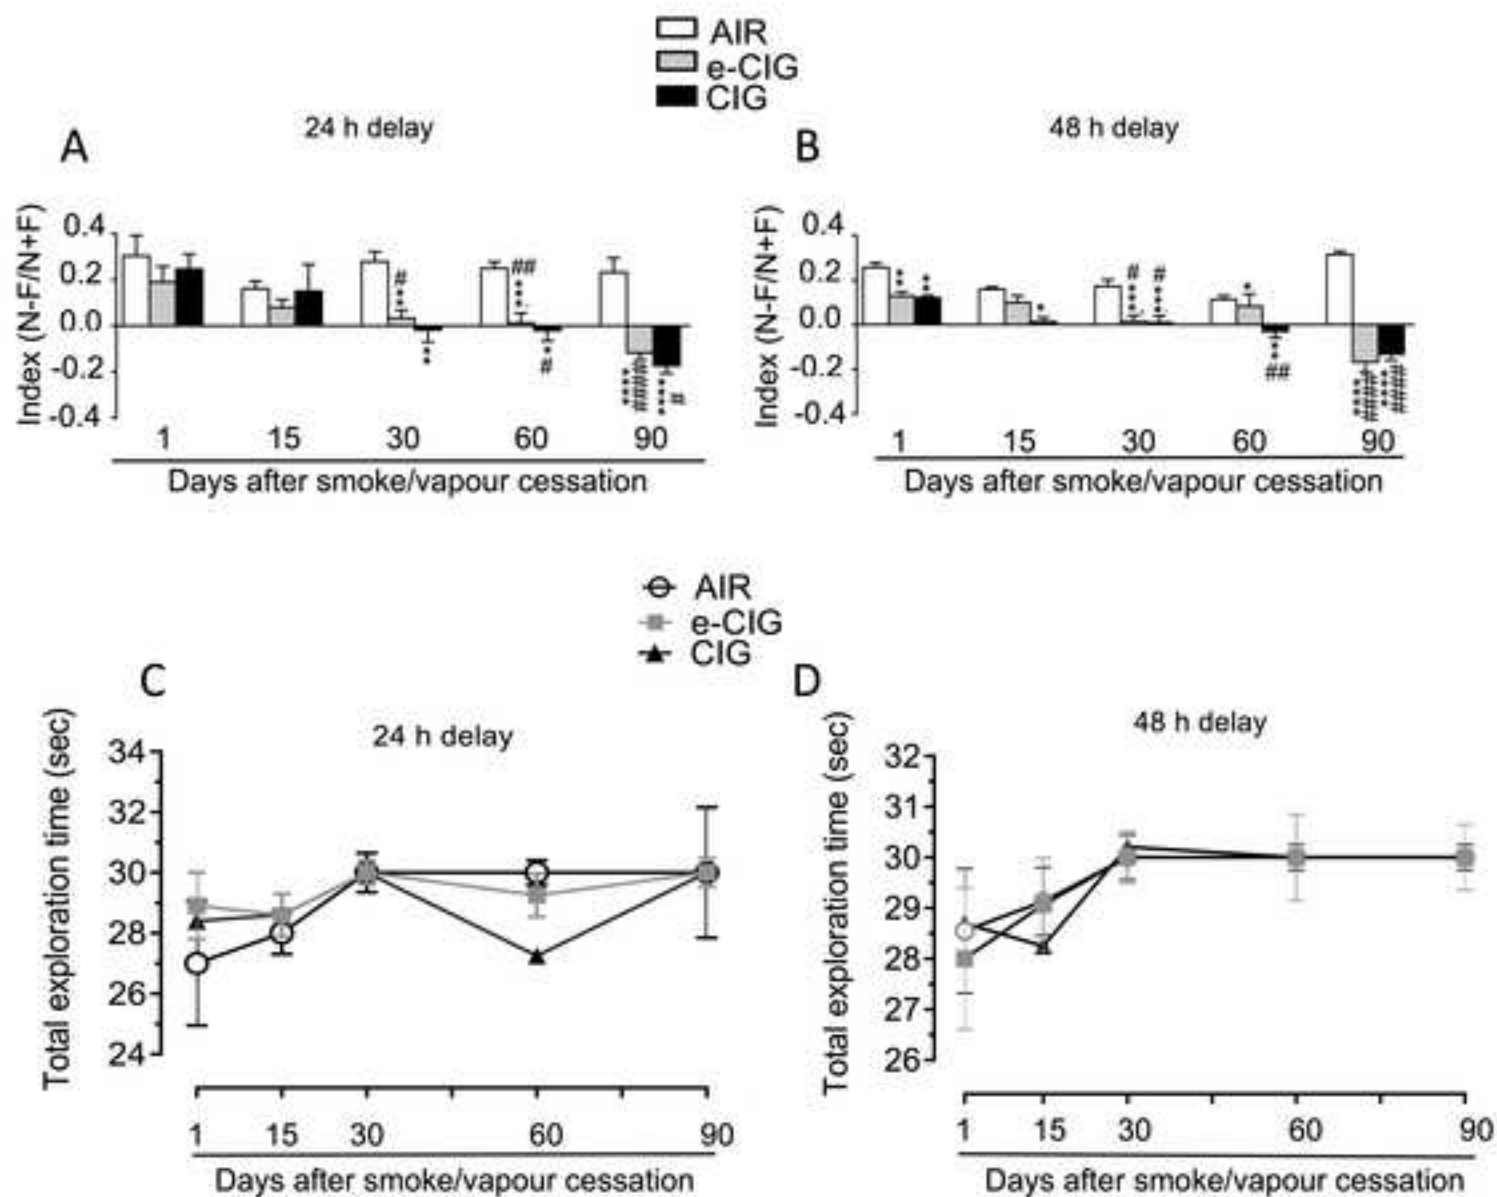 AIR
e-CIG
CIG
A
24 h delay
Index (N-F/N+F)
0.4
0.2
0.0
-0.2
-0.4
#
##
#
####
#
1 15 30 60 90
Days after smoke/vapour cessation
B
48 h delay
Index (N-F/N+F)
0.4
0.2
0.0
-0.2
-0.4
# #
##
#### ####
1 15 30 60 90
Days after smoke/vapour cessation
AIR
e-CIG
CIG
C
24 h delay
Total exploration time (sec)
34
32
30
28
26
24
1 15 30 60 90
Days after smoke/vapour cessation
D
48 h delay
Total exploration time (sec)
32
31
30
29
28
27
26
1 15 30 60 90
Days after smoke/vapour cessation